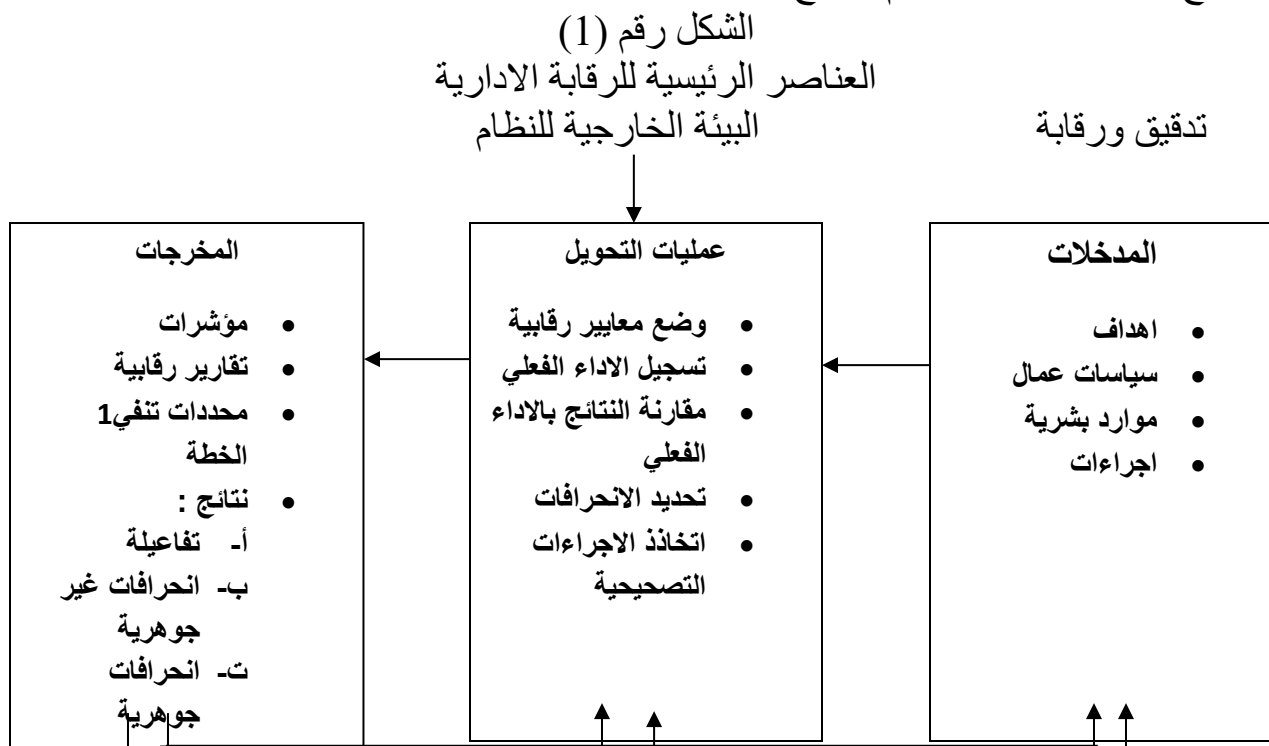 الشكل رقم (1)
العناصر الرئيسية للرقابة الادارية
تدقيق ورقابة
البيئة الخارجية للنظام
المدخلات
• اهداف
• سياسات عمال
• موارد بشرية
• اجراءات
عمليات التحويل
• وضع معايير رقابية
• تسجيل الاداء الفعلي
• مقارنة النتائج بالاداء
الفعلي
• تحديد الانحرافات
• اتخاذذ الاجراءات
التصحيحية
المخرجات
• مؤشرات
• تقارير رقابية
• محددات تنفي1
الخطة
• نتائج :
أ- تفاعيلة
ب- انحرافات غير
جوهرية
ت- انحرافات
جوهرية